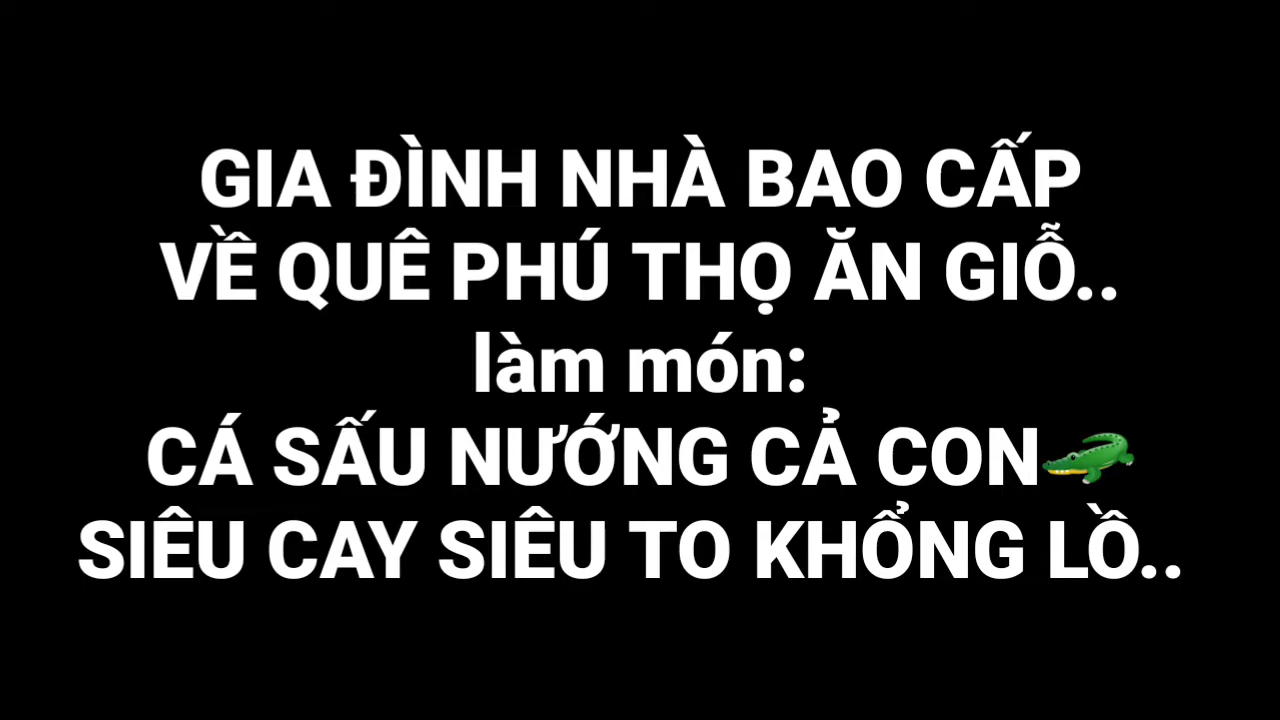 GIA ĐÌNH NHÀ BAO CẤP
VỀ QUÊ PHÚ THỌ ĂN GIỖ..
làm món:
CÁ SẤU NƯỚNG CẢ CON🐊
SIÊU CAY SIÊU TO KHỔNG LỒ..